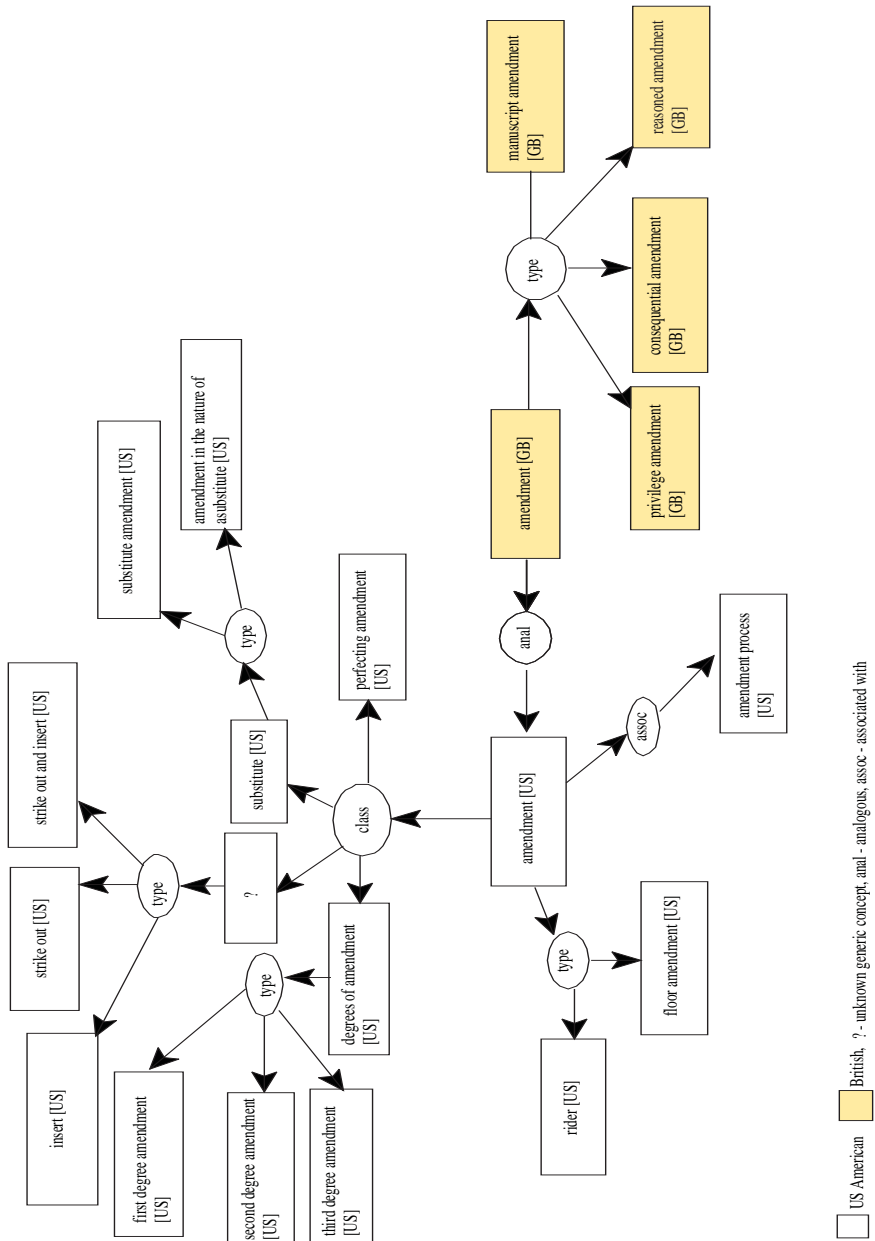 insert [US]
strike out [US]
strike out and insert [US]
substitute amendment [US]
amendment in the nature of
asubstitute [US]
type
type
first degree amendment
[US]
second degree amendment
[US]
third degree amendment
[US]
type
degrees of amendment
[US]
?
substitute [US]
class
perfecting amendment
[US]
manuscript amendment
[GB]
amendment [US]
anal
amendment [GB]
type
reasoned amendment
[GB]
consequential amendment
[GB]
privilege amendment
[GB]
type
rider [US]
floor amendment [US]
assoc
amendment process
[US]
US American
British, ? - unknown generic concept, anal - analogous, assoc - associated with